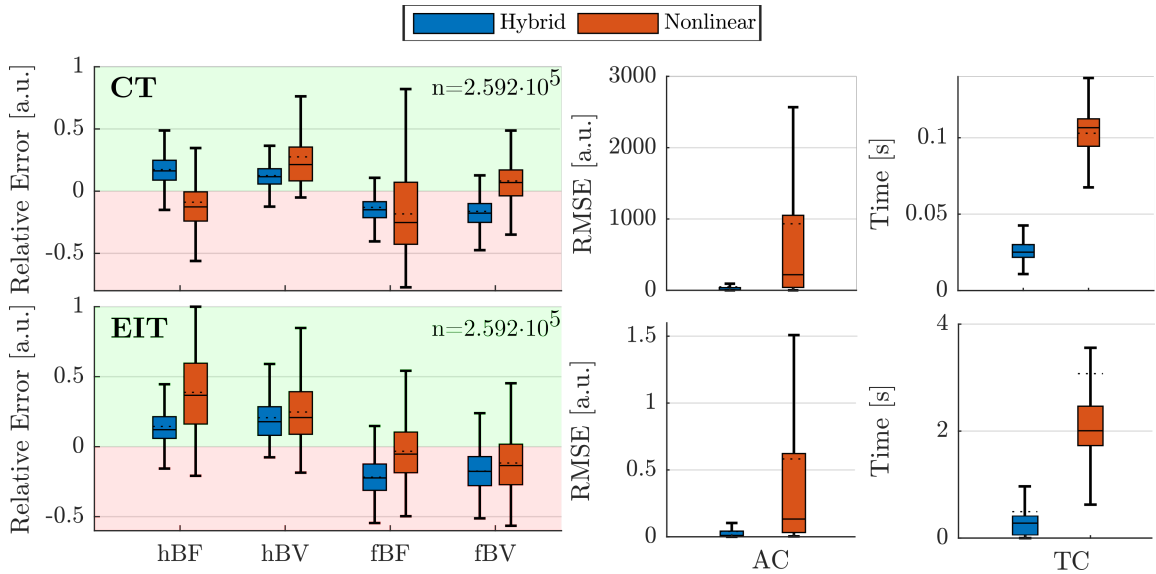 Hybrid Nonlinear
Relative Error [a.u.]
1
0.5
0
-0.5
CT
n=2.592·10^5
RMSE [a.u.]
3000
2000
1000
0
Time [s]
0.1
0.05
0
Relative Error [a.u.]
1
0.5
0
-0.5
EIT
n=2.592·10^5
hBF hBV fBF fBV
RMSE [a.u.]
1.5
1
0.5
0
AC
Time [s]
4
2
0
TC